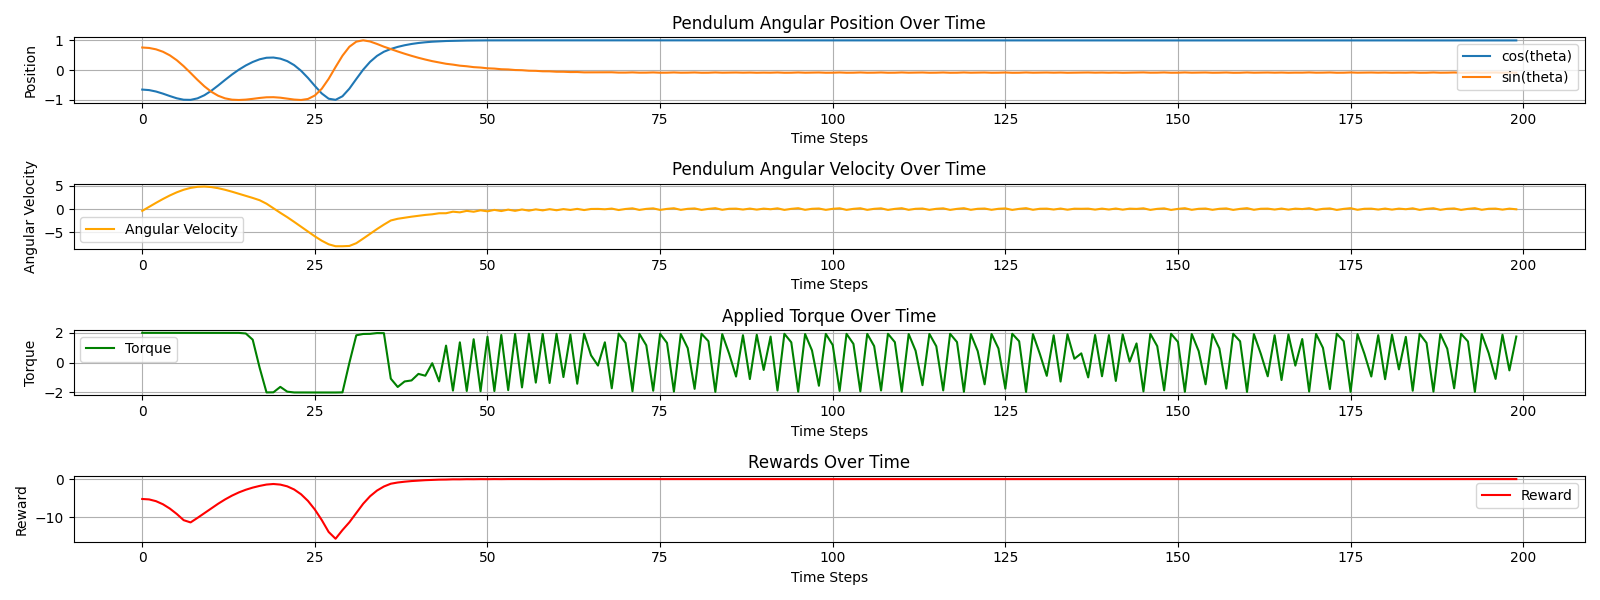 Pendulum Angular Position Over Time
Position
1
0
−1
cos(theta)
sin(theta)
0 25 50 75 100 125 150 175 200
Time Steps
Pendulum Angular Velocity Over Time
Angular Velocity
5
0
−5
Angular Velocity
0 25 50 75 100 125 150 175 200
Time Steps
Applied Torque Over Time
Torque
2
0
−2
Torque
0 25 50 75 100 125 150 175 200
Time Steps
Rewards Over Time
Reward
0
−10
Reward
0 25 50 75 100 125 150 175 200
Time Steps